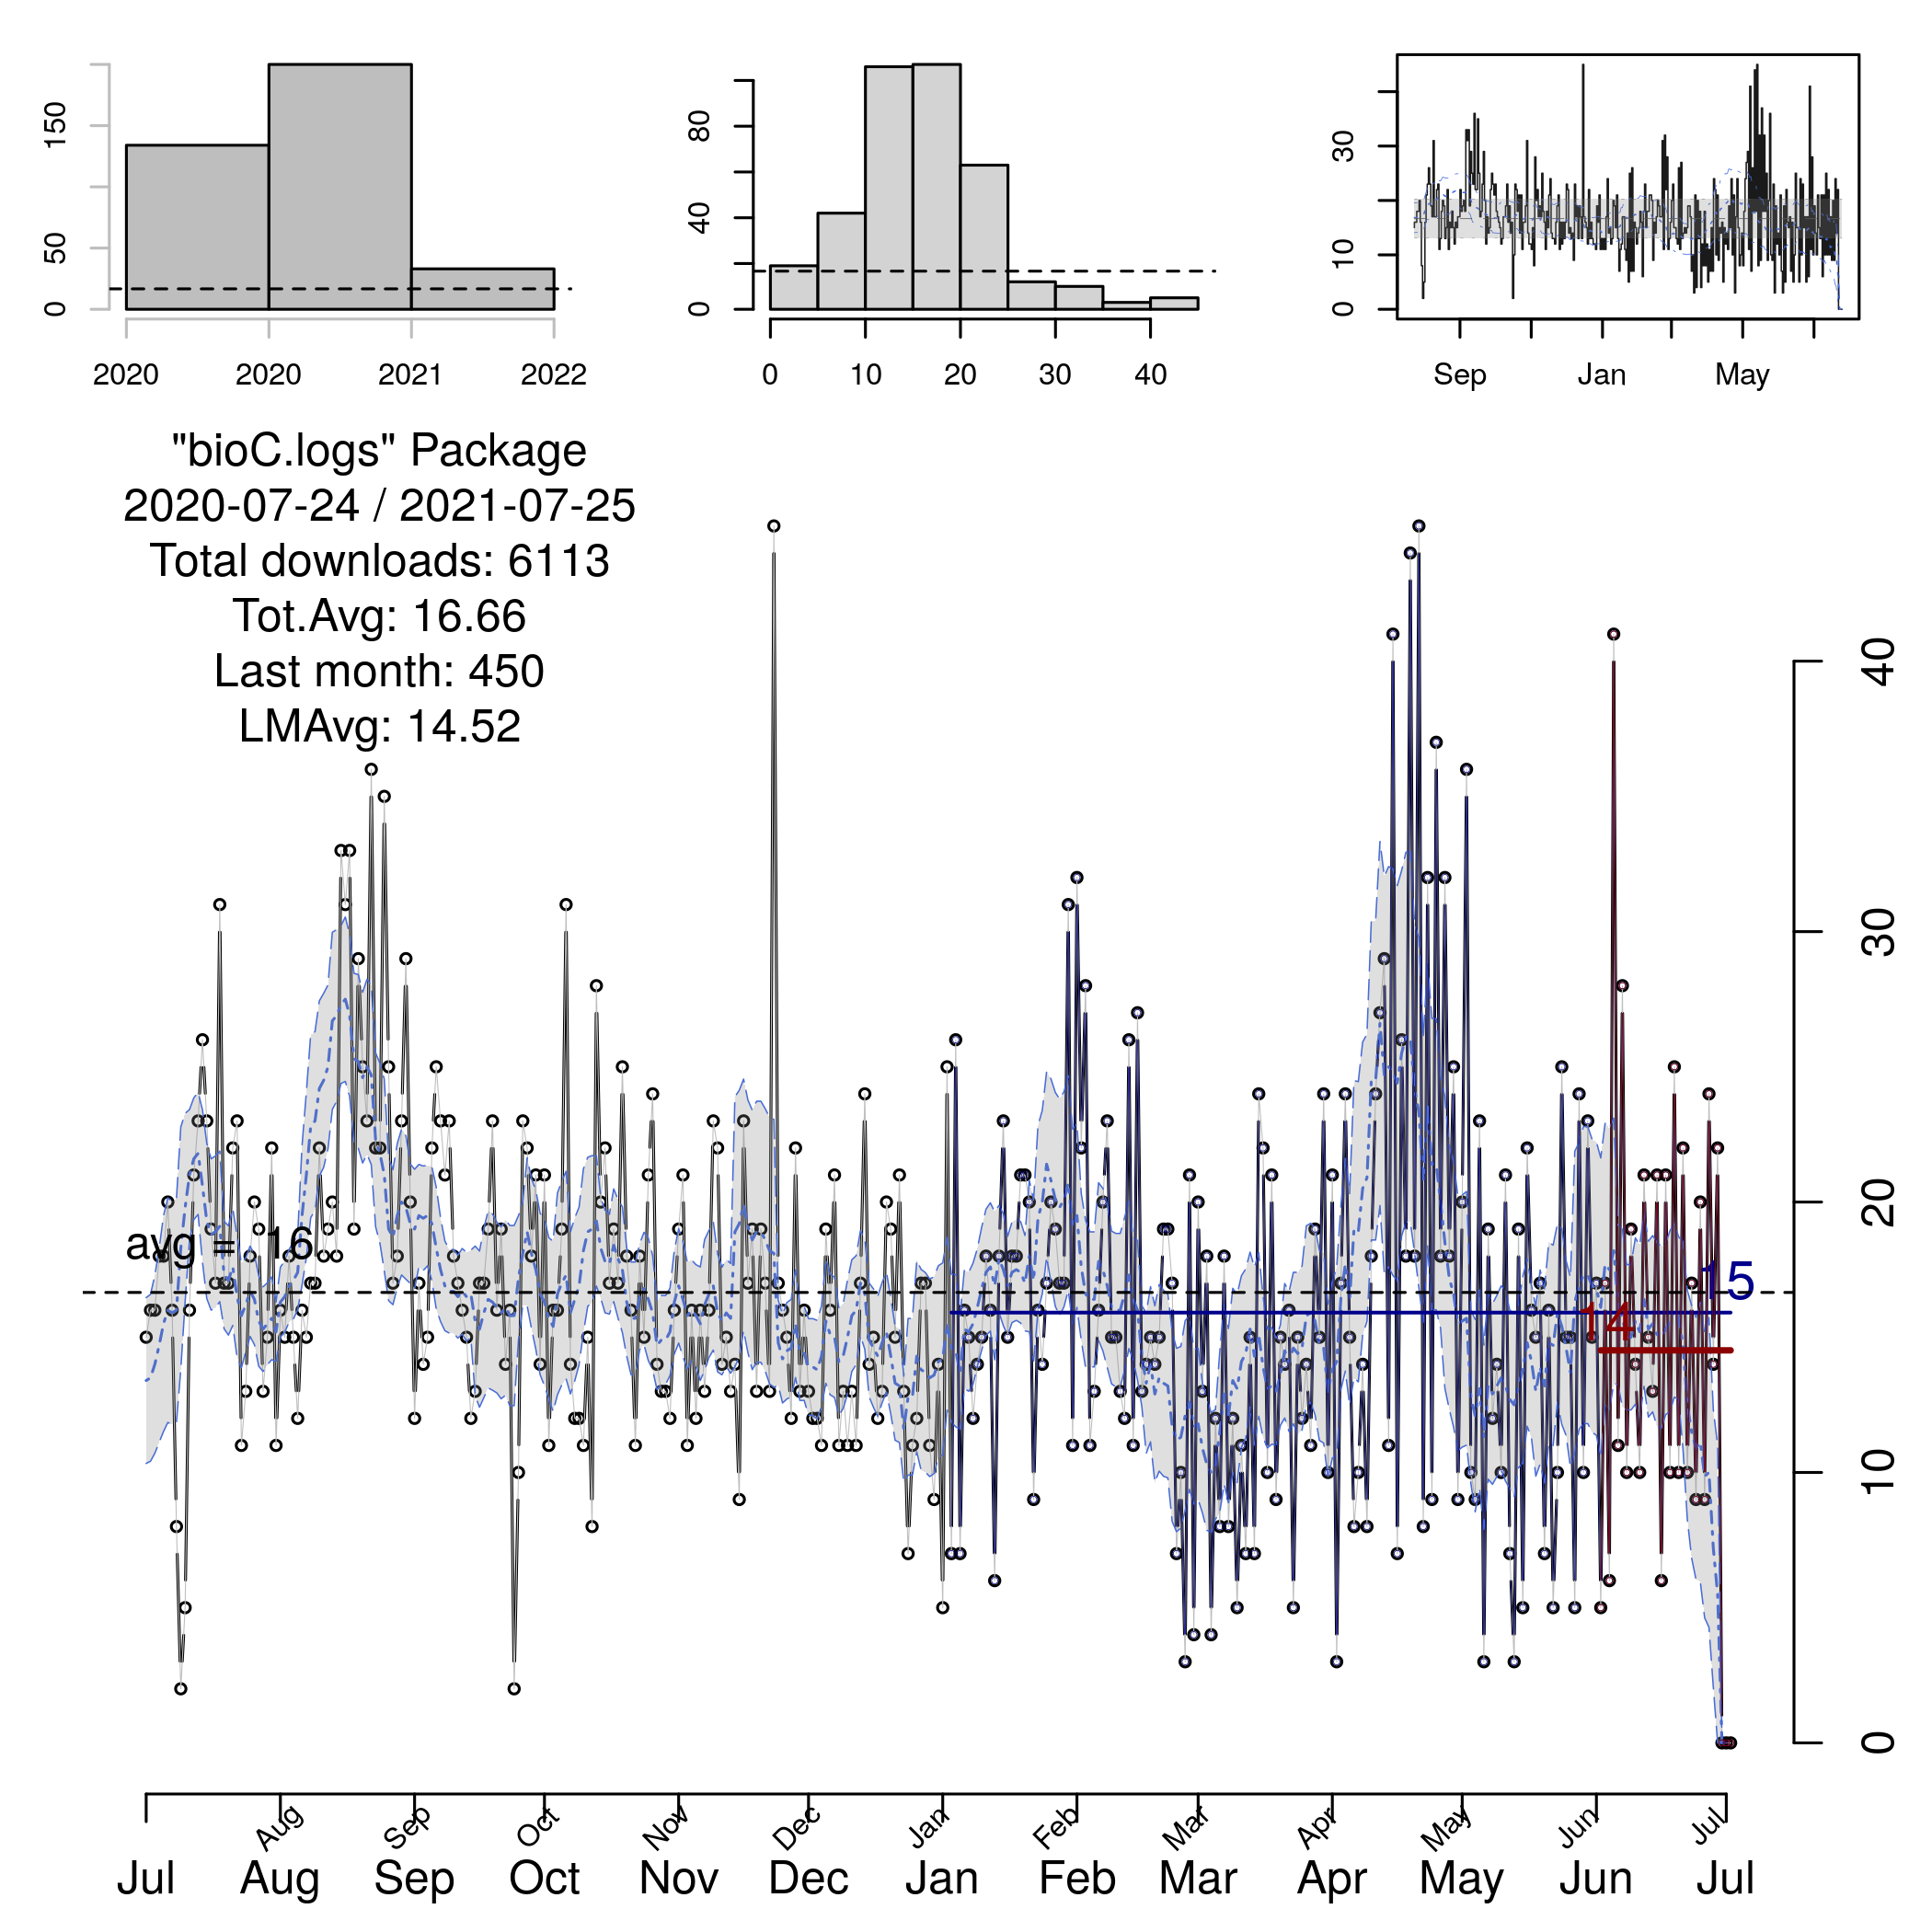 150
50
0
2020 2020 2021 2022
80
40
0
0 10 20 30 40
30
10
0
Sep Jan May
"bioC.logs" Package
2020-07-24 / 2021-07-25
Total downloads: 6113
Tot.Avg: 16.66
Last month: 450
LMAvg: 14.52
avg = 16
15
14
40
30
20
10
0
Aug Sep Oct Nov Dec Jan Feb Mar Apr May Jun Jul
Jul Aug Sep Oct Nov Dec Jan Feb Mar Apr May Jun Jul